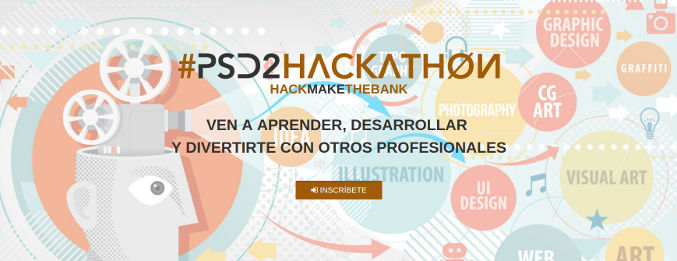 #PSD2HACKATHØN
HACKMAKETHEBANK
VEN A APRENDER, DESARROLLAR
Y DIVERTIRTE CON OTROS PROFESIONALES
INSCRÍBETE
GRAPHIC
DESIGN
GRAFFITI
CG
ART
PHOTOGRAPHY
IDEA
ILLUSTRATION
UI
DESIGN
VISUAL ART
WEB
ART